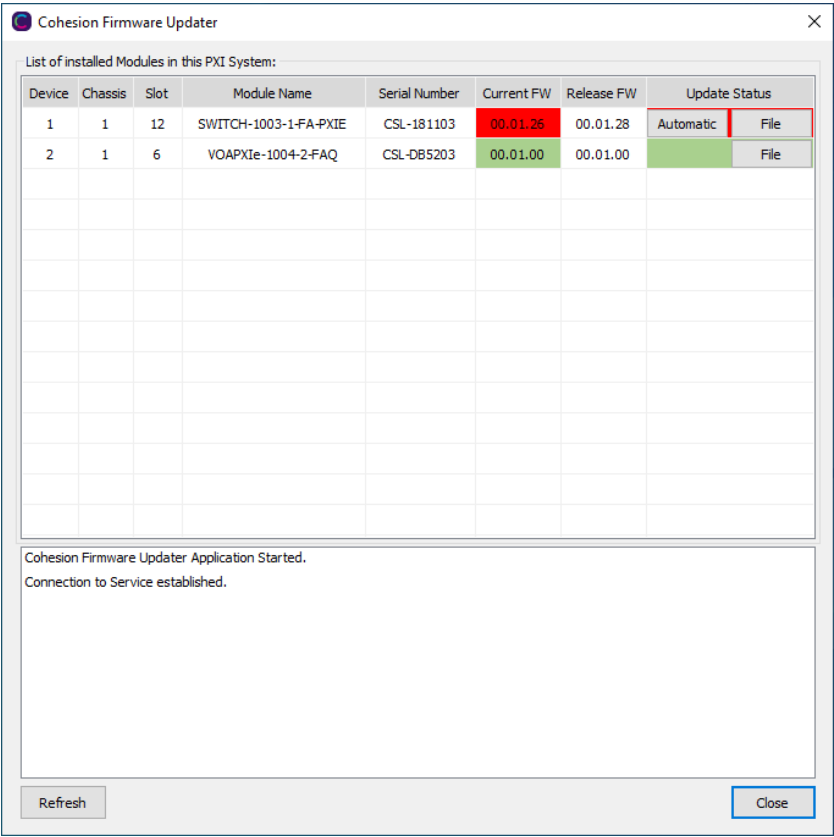 Cohesion Firmware Updater
List of installed Modules in this PXI System:
Device Chassis Slot Module Name Serial Number Current FW Release FW Update Status
1 1 12 SWITCH-1003-1-FA-PXIE CSL-181103 00.01.26 00.01.28 Automatic File
2 1 6 VOAPXIe-1004-2-FAQ CSL-DB5203 00.01.00 00.01.00 File
Cohesion Firmware Updater Application Started.
Connection to Service established.
Refresh Close